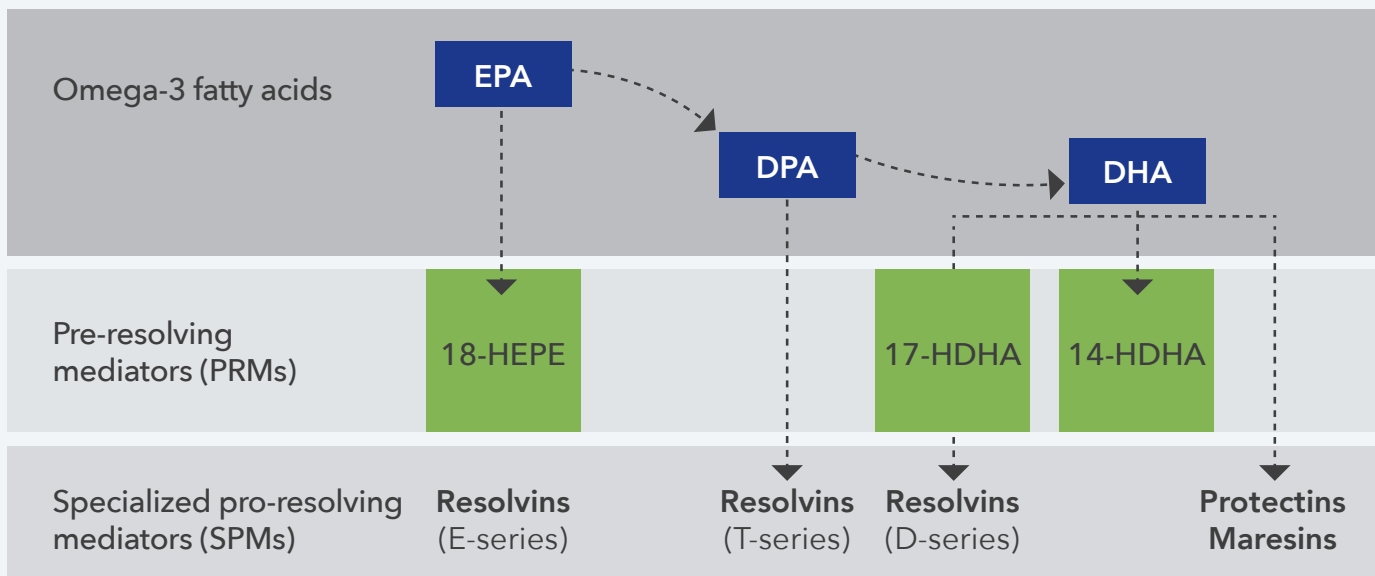 Omega-3 fatty acids
EPA
DPA
DHA
Pre-resolving
mediators (PRMs)
18-HEPE
17-HDHA
14-HDHA
Specialized pro-resolving
mediators (SPMs)
Resolvins
(E-series)
Resolvins
(T-series)
Resolvins
(D-series)
Protectins
Maresins